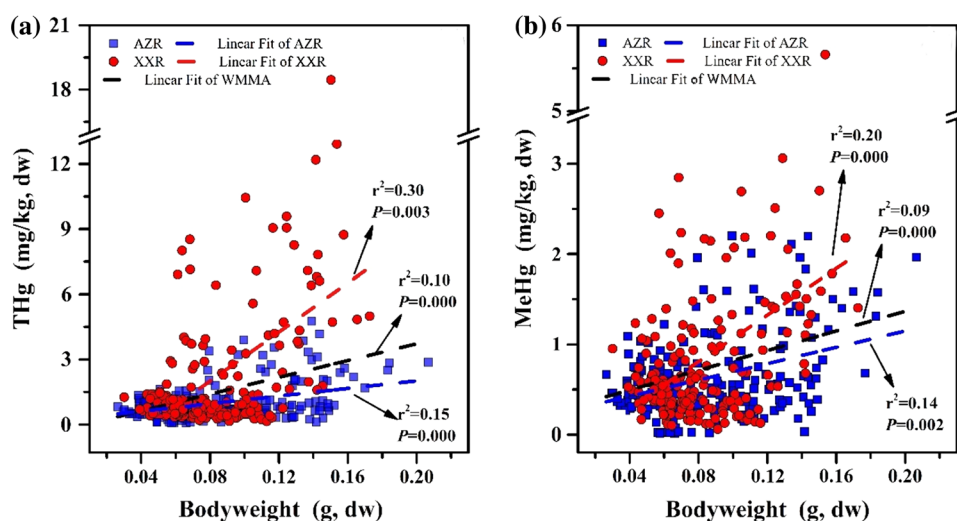 (a)
21
18
15
12
9
6
3
0
THg (mg/kg, dw)
AZR
Linear Fit of AZR
XXR
Linear Fit of XXR
Linear Fit of WMMA
r²=0.30
P=0.003
r²=0.10
P=0.000
r²=0.15
P=0.000
0.04 0.08 0.12 0.16 0.20
Bodyweight (g, dw)
(b)
6
5
3
2
1
0
MeHg (mg/kg, dw)
AZR
Linear Fit of AZR
XXR
Linear Fit of XXR
Linear Fit of WMMA
r²=0.20
P=0.000
r²=0.09
P=0.000
r²=0.14
P=0.002
0.04 0.08 0.12 0.16 0.20
Bodyweight (g, dw)